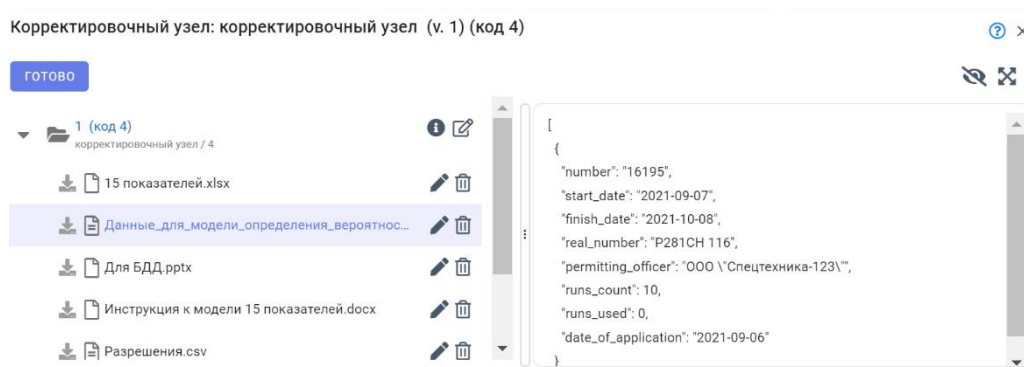 Корректировочный узел: корректировочный узел (v. 1) (код 4)
ГОТОВО
1 (код 4)
корректировочный узел / 4
15 показателей.xlsx
Данные_для_модели_определения_вероятнос...
Для БДД.pptx
Инструкция к модели 15 показателей.docx
Разрешения.csv
[
{
"number": "16195",
"start_date": "2021-09-07",
"finish_date": "2021-10-08",
"real_number": "P281CH 116",
"permitting_officer": "ООО \"Спецтехника-123\"",
"runs_count": 10,
"runs_used": 0,
"date_of_application": "2021-09-06"
}